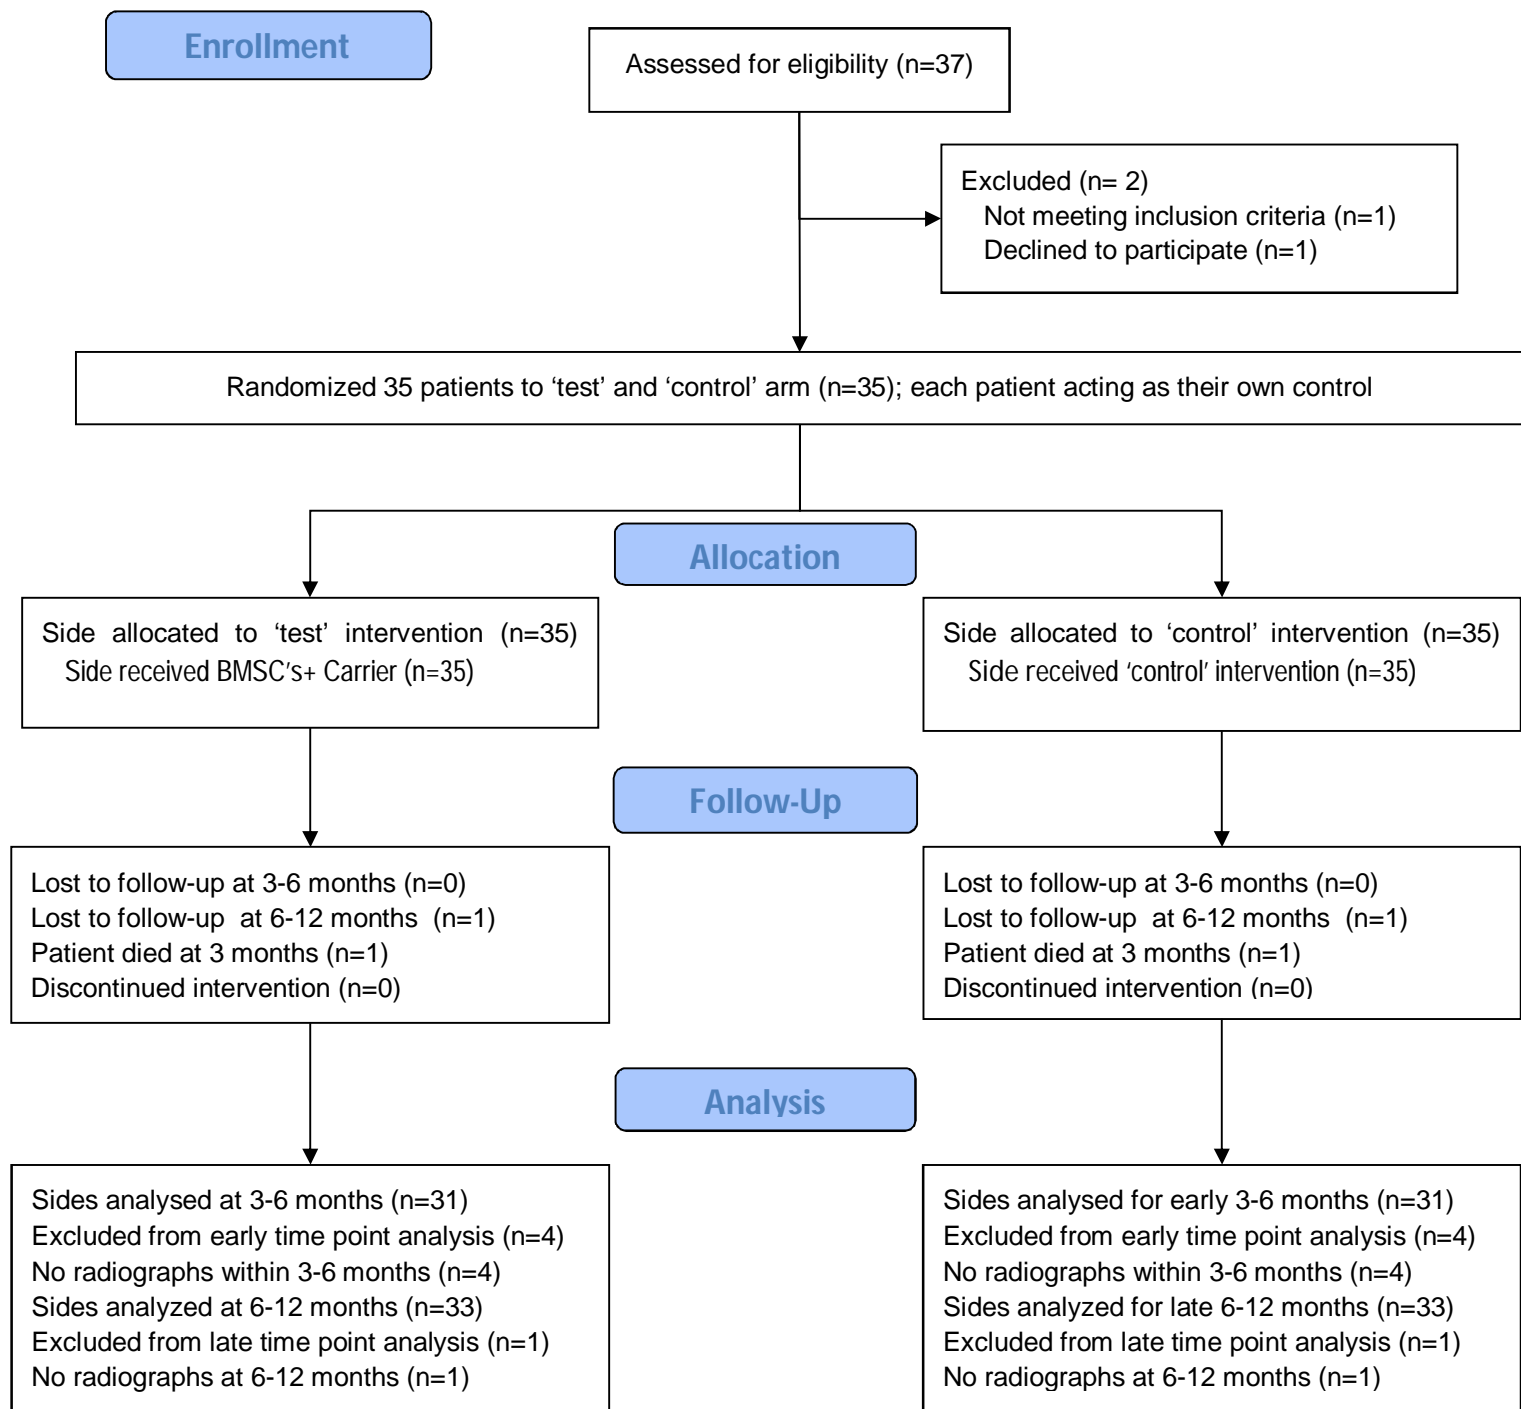 Enrollment
Assessed for eligibility (n=37)
Excluded (n= 2)
Not meeting inclusion criteria (n=1)
Declined to participate (n=1)
Randomized 35 patients to ‘test’ and ‘control’ arm (n=35); each patient acting as their own control
Allocation
Side allocated to ‘test’ intervention (n=35)
Side received BMSC's+ Carrier (n=35)
Side allocated to ‘control’ intervention (n=35)
Side received ‘control’ intervention (n=35)
Follow-Up
Lost to follow-up at 3-6 months (n=0)
Lost to follow-up at 6-12 months (n=1)
Patient died at 3 months (n=1)
Discontinued intervention (n=0)
Lost to follow-up at 3-6 months (n=0)
Lost to follow-up at 6-12 months (n=1)
Patient died at 3 months (n=1)
Discontinued intervention (n=0)
Analysis
Sides analysed at 3-6 months (n=31)
Excluded from early time point analysis (n=4)
No radiographs within 3-6 months (n=4)
Sides analyzed at 6-12 months (n=33)
Excluded from late time point analysis (n=1)
No radiographs at 6-12 months (n=1)
Sides analysed for early 3-6 months (n=31)
Excluded from early time point analysis (n=4)
No radiographs within 3-6 months (n=4)
Sides analyzed for late 6-12 months (n=33)
Excluded from late time point analysis (n=1)
No radiographs at 6-12 months (n=1)